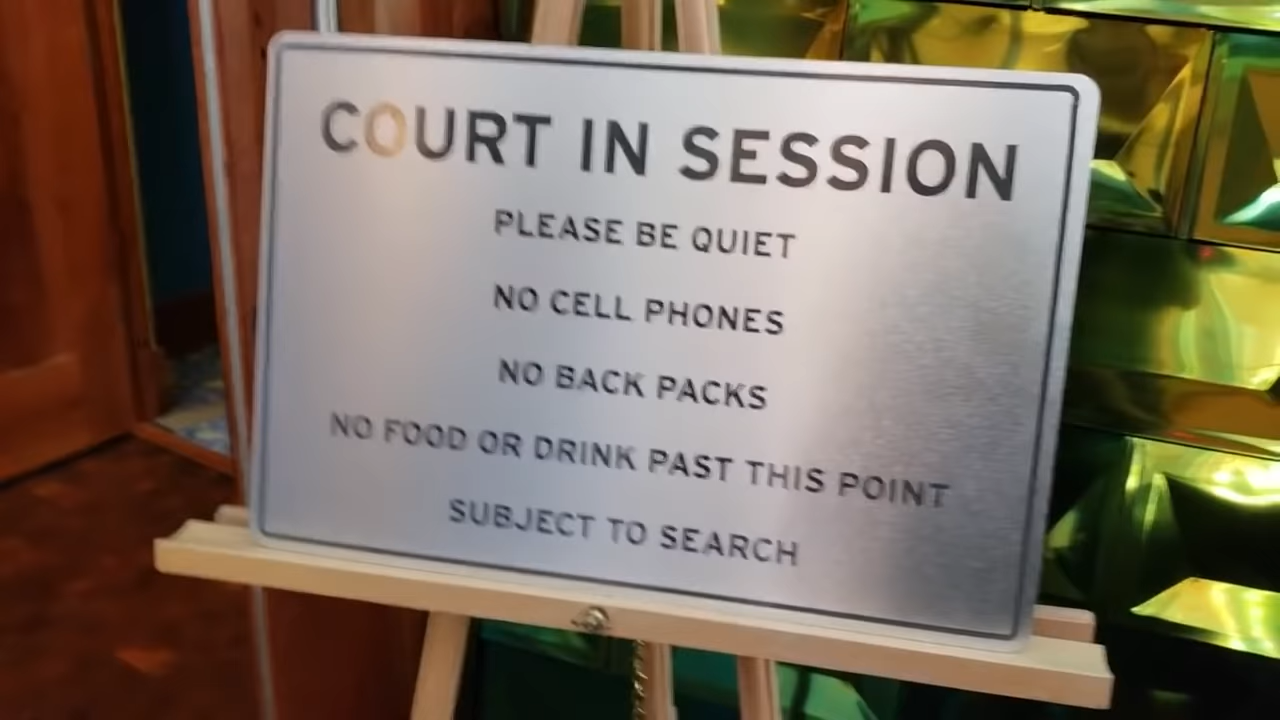 COURT IN SESSION
PLEASE BE QUIET
NO CELL PHONES
NO BACK PACKS
NO FOOD OR DRINK PAST THIS POINT
SUBJECT TO SEARCH